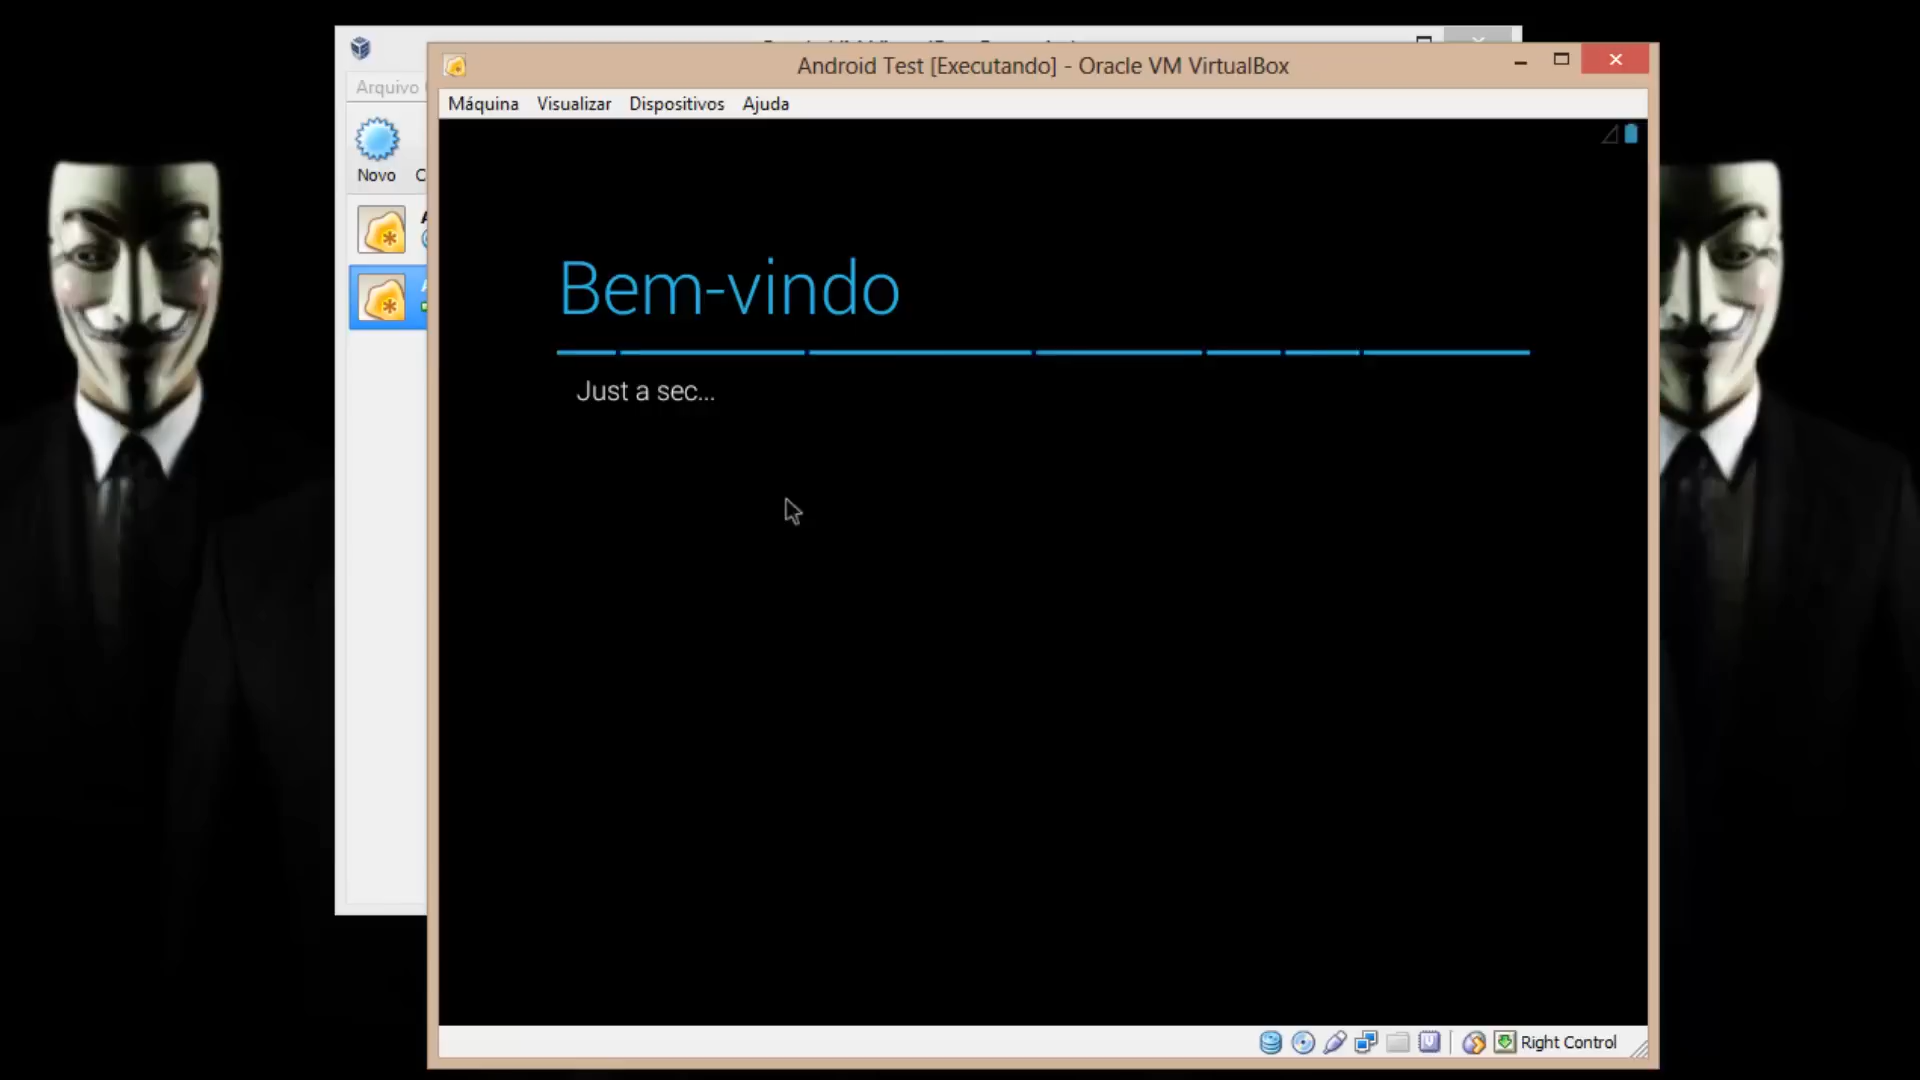 Android Test [Executando] - Oracle VM VirtualBox
Arquivo
Máquina Visualizar Dispositivos Ajuda
Novo
Bem-vindo
Just a sec...
Right Control